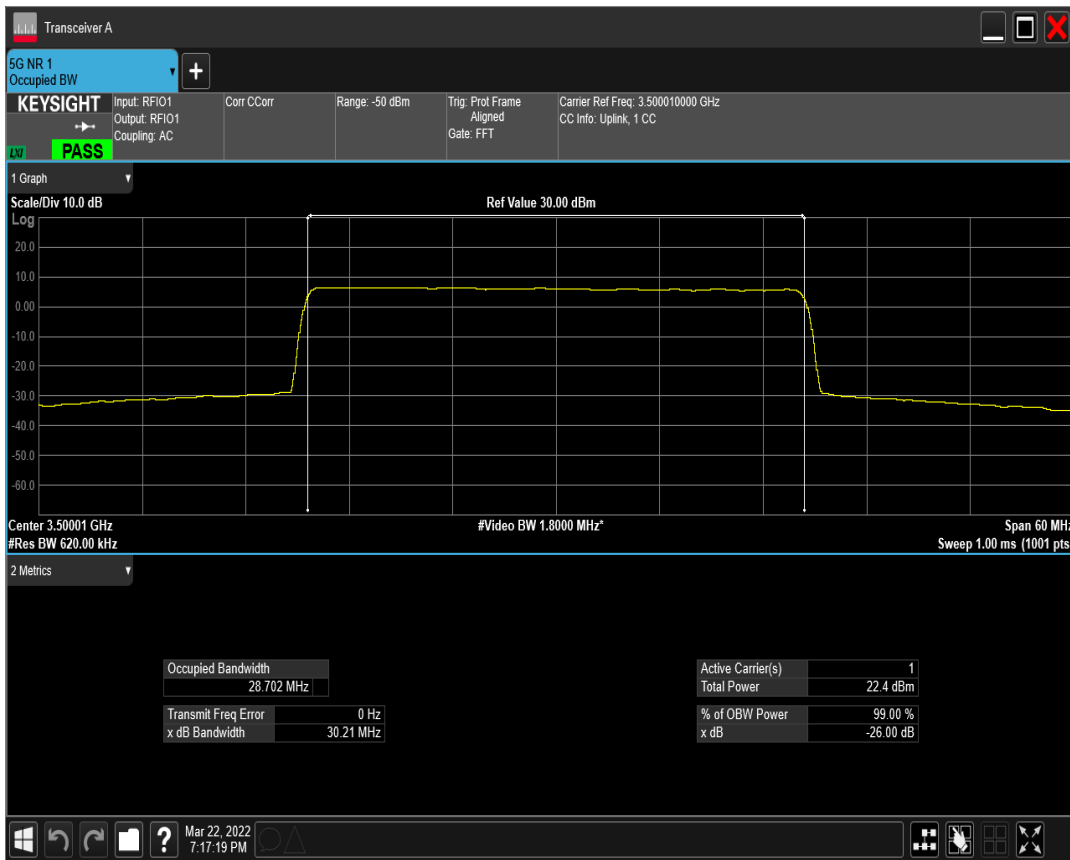 Transceiver A
5G NR 1
Occupied BW
+
KEYSIGHT
LXI
PASS
Input: RFIO1
Output: RFIO1
Coupling: AC
Corr CCorr
Range: -50 dBm
Trig: Prot Frame
Aligned
Gate: FFT
Carrier Ref Freq: 3.500010000 GHz
CC Info: Uplink, 1 CC
1 Graph
Scale/Div 10.0 dB
Ref Value 30.00 dBm
Log
20.0
10.0
0.00
-10.0
-20.0
-30.0
-40.0
-50.0
-60.0
Center 3.50001 GHz
#Video BW 1.8000 MHz*
Span 60 MHz
#Res BW 620.00 kHz
Sweep 1.00 ms (1001 pts
2 Metrics
Occupied Bandwidth
28.702 MHz
Transmit Freq Error 0 Hz
x dB Bandwidth 30.21 MHz
Active Carrier(s) 1
Total Power 22.4 dBm
% of OBW Power 99.00 %
x dB -26.00 dB
?
Mar 22, 2022
7:17:19 PM